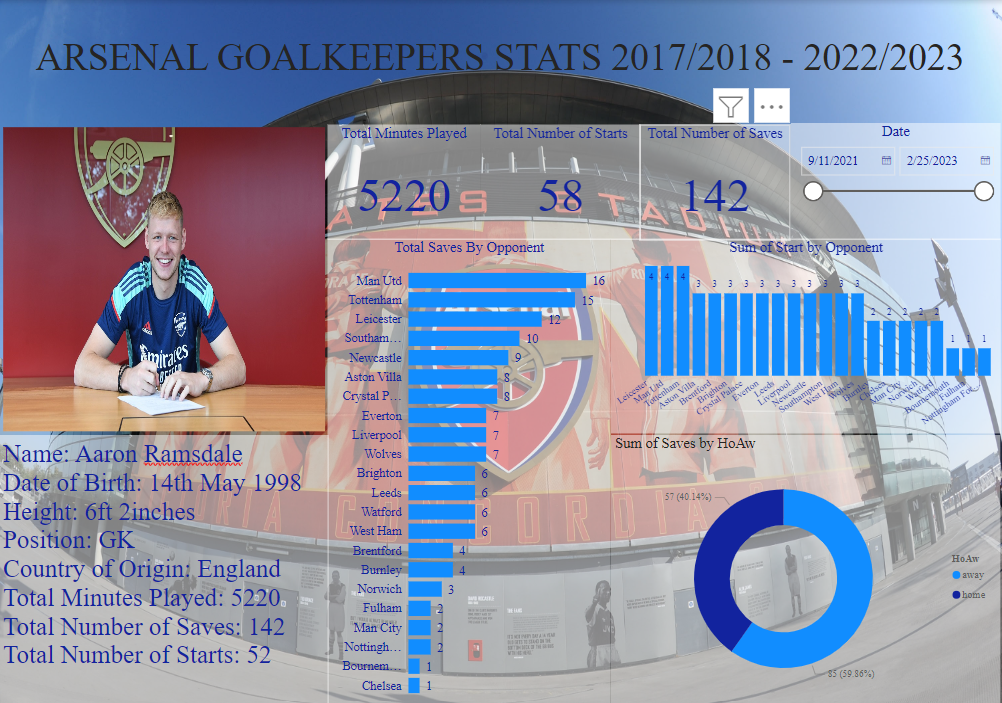 ARSENAL GOALKEEPERS STATS 2017/2018 - 2022/2023
Total Minutes Played
5220
Total Number of Starts
58
Total Number of Saves
142
Date
9/11/2021
2/25/2023
Name: Aaron Ramsdale
Date of Birth: 14th May 1998
Height: 6ft 2inches
Position: GK
Country of Origin: England
Total Minutes Played: 5220
Total Number of Saves: 142
Total Number of Starts: 52
Total Saves By Opponent
Man Utd 16
Tottenham 15
Leicester 12
Southam... 10
Newcastle 9
Aston Villa 8
Crystal P... 8
Everton 7
Liverpool 7
Wolves 7
Brighton 6
Leeds 6
Watford 6
West Ham 6
Brentford 4
Burnley 4
Norwich 3
Fulham 2
Man City 2
Nottingh... 2
Bournem... 1
Chelsea 1
Sum of Start by Opponent
4 4 4 3 3 3 3 3 3 3 3 3 3 3 2 2 2 2 2 1 1 1
Leicester
Man Utd
Tottenham
Aston Villa
Brentford
Brighton
Crystal Palace
Everton
Leeds
Liverpool
Newcastle
Southampton
West Ham
Wolves
Burnley
Chelsea
Man City
Norwich
Watford
Bournemouth
Fulham
Nottingham For...
Sum of Saves by HoAw
57 (40.14%)
85 (59.86%)
HoAw
away
home
ATES STADIUM
RIA CONCORDIA
Emirates